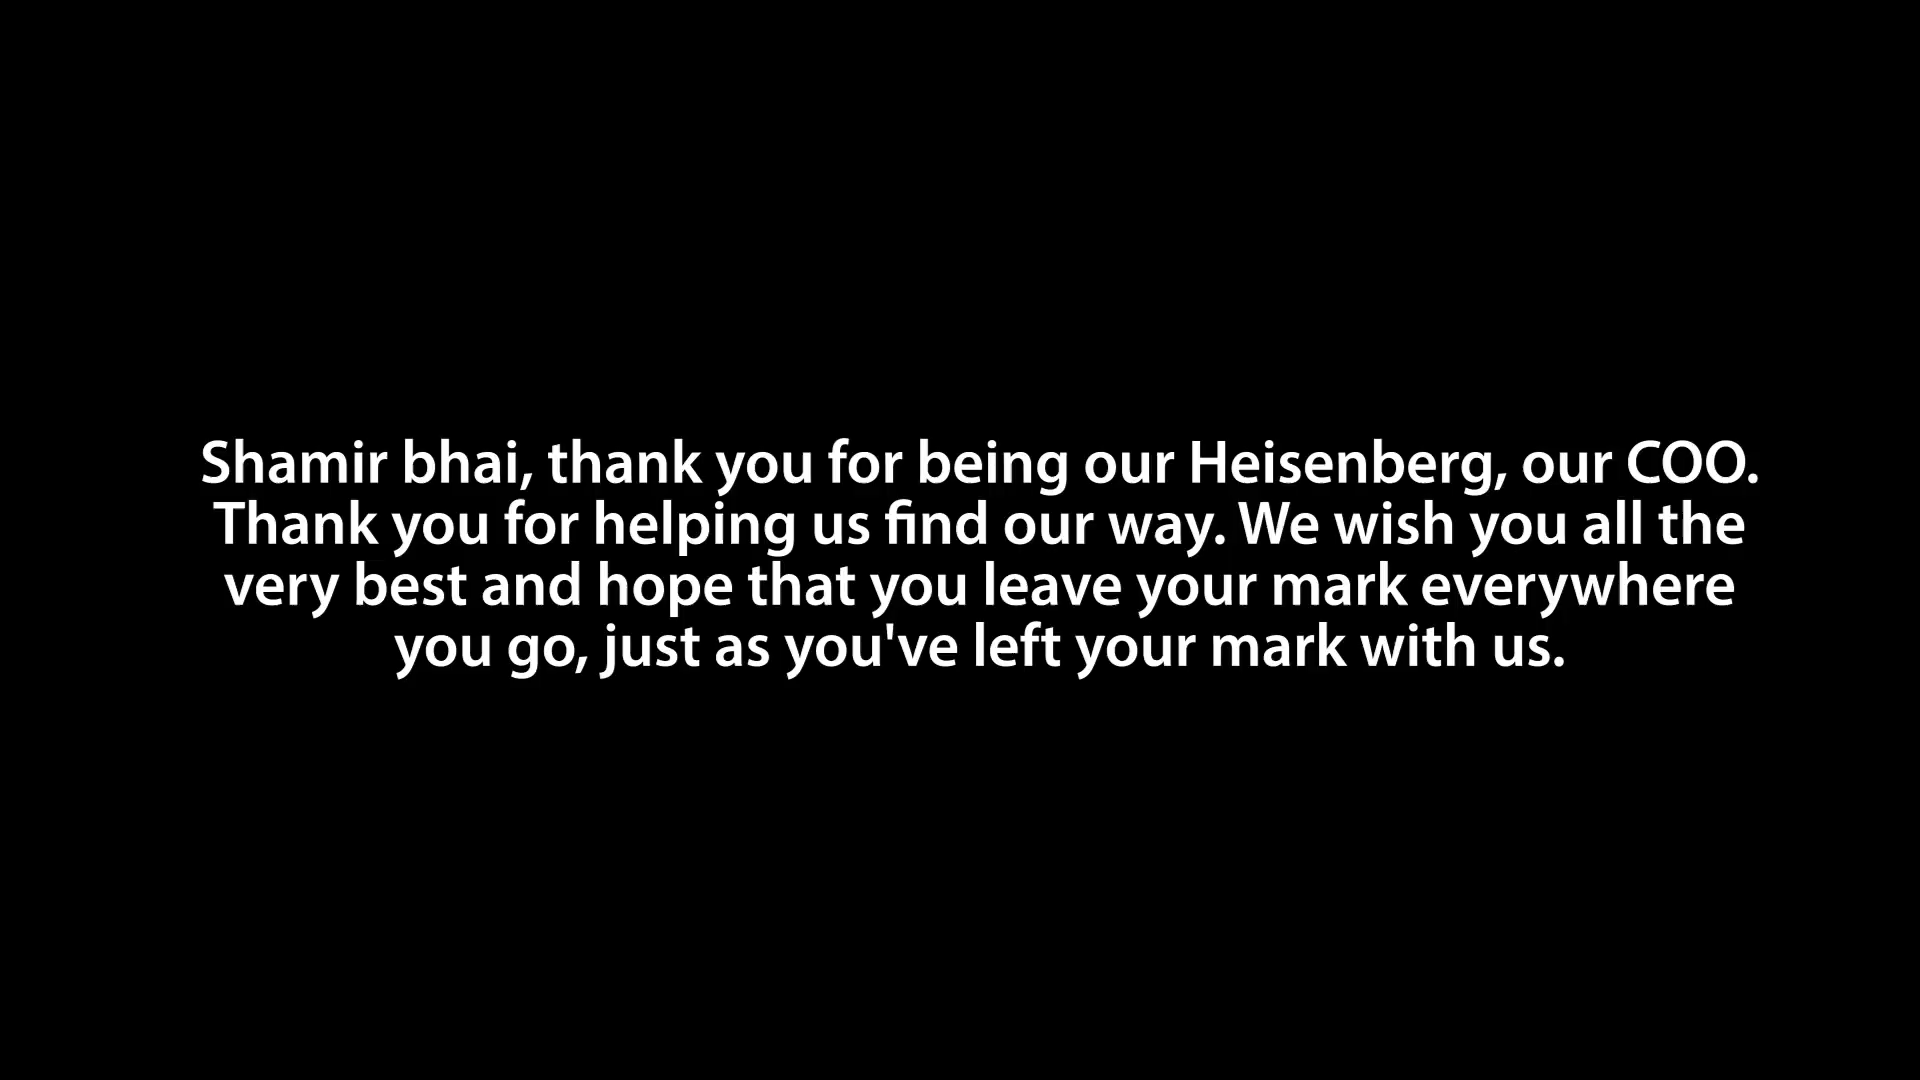 Shamir bhai, thank you for being our Heisenberg, our COO.
Thank you for helping us find our way. We wish you all the
very best and hope that you leave your mark everywhere
you go, just as you've left your mark with us.